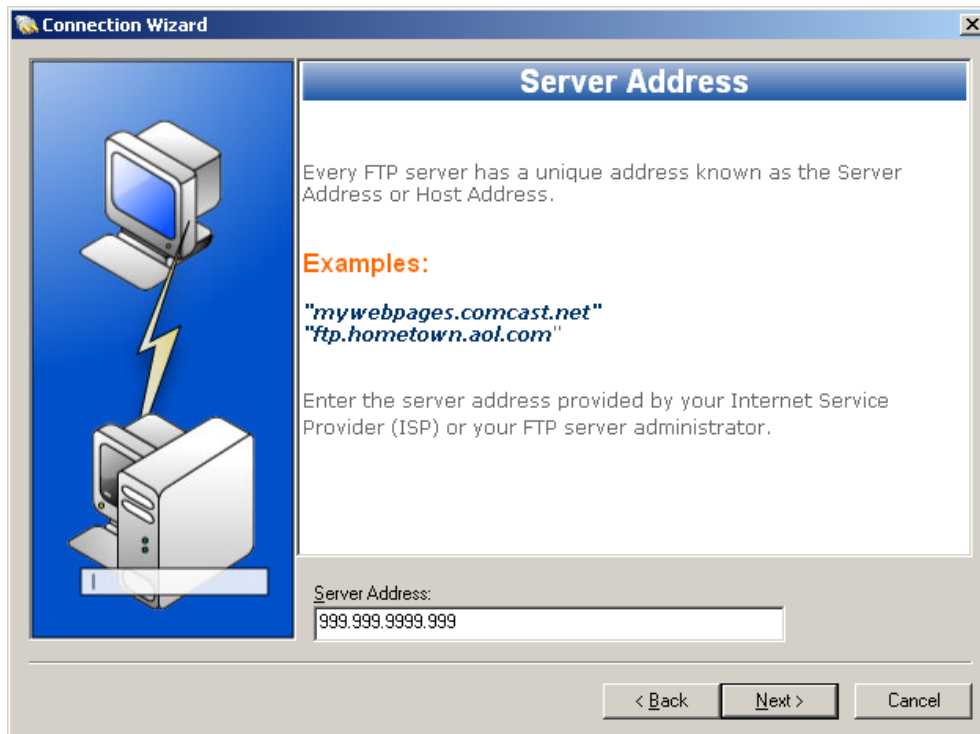 Connection Wizard
Server Address
Every FTP server has a unique address known as the Server
Address or Host Address.
Examples:
"mywebpages.comcast.net"
"ftp.hometown.aol.com"
Enter the server address provided by your Internet Service
Provider (ISP) or your FTP server administrator.
Server Address:
999.999.9999.999
< Back
Next >
Cancel